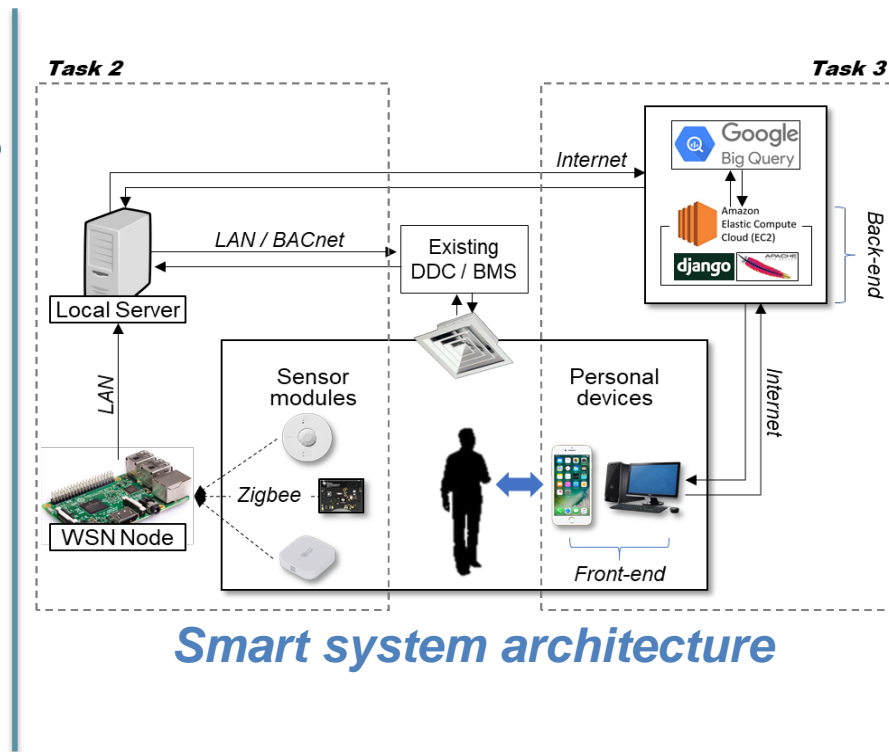 Task 2
Task 3
Google
Big Query
Internet
Amazon
Elastic Compute
Cloud (EC2)
django
APACHE
Back-end
LAN / BACnet
Existing
DDC / BMS
Local Server
LAN
Sensor
modules
Personal
devices
Internet
Zigbee
WSN Node
Front-end
Smart system architecture